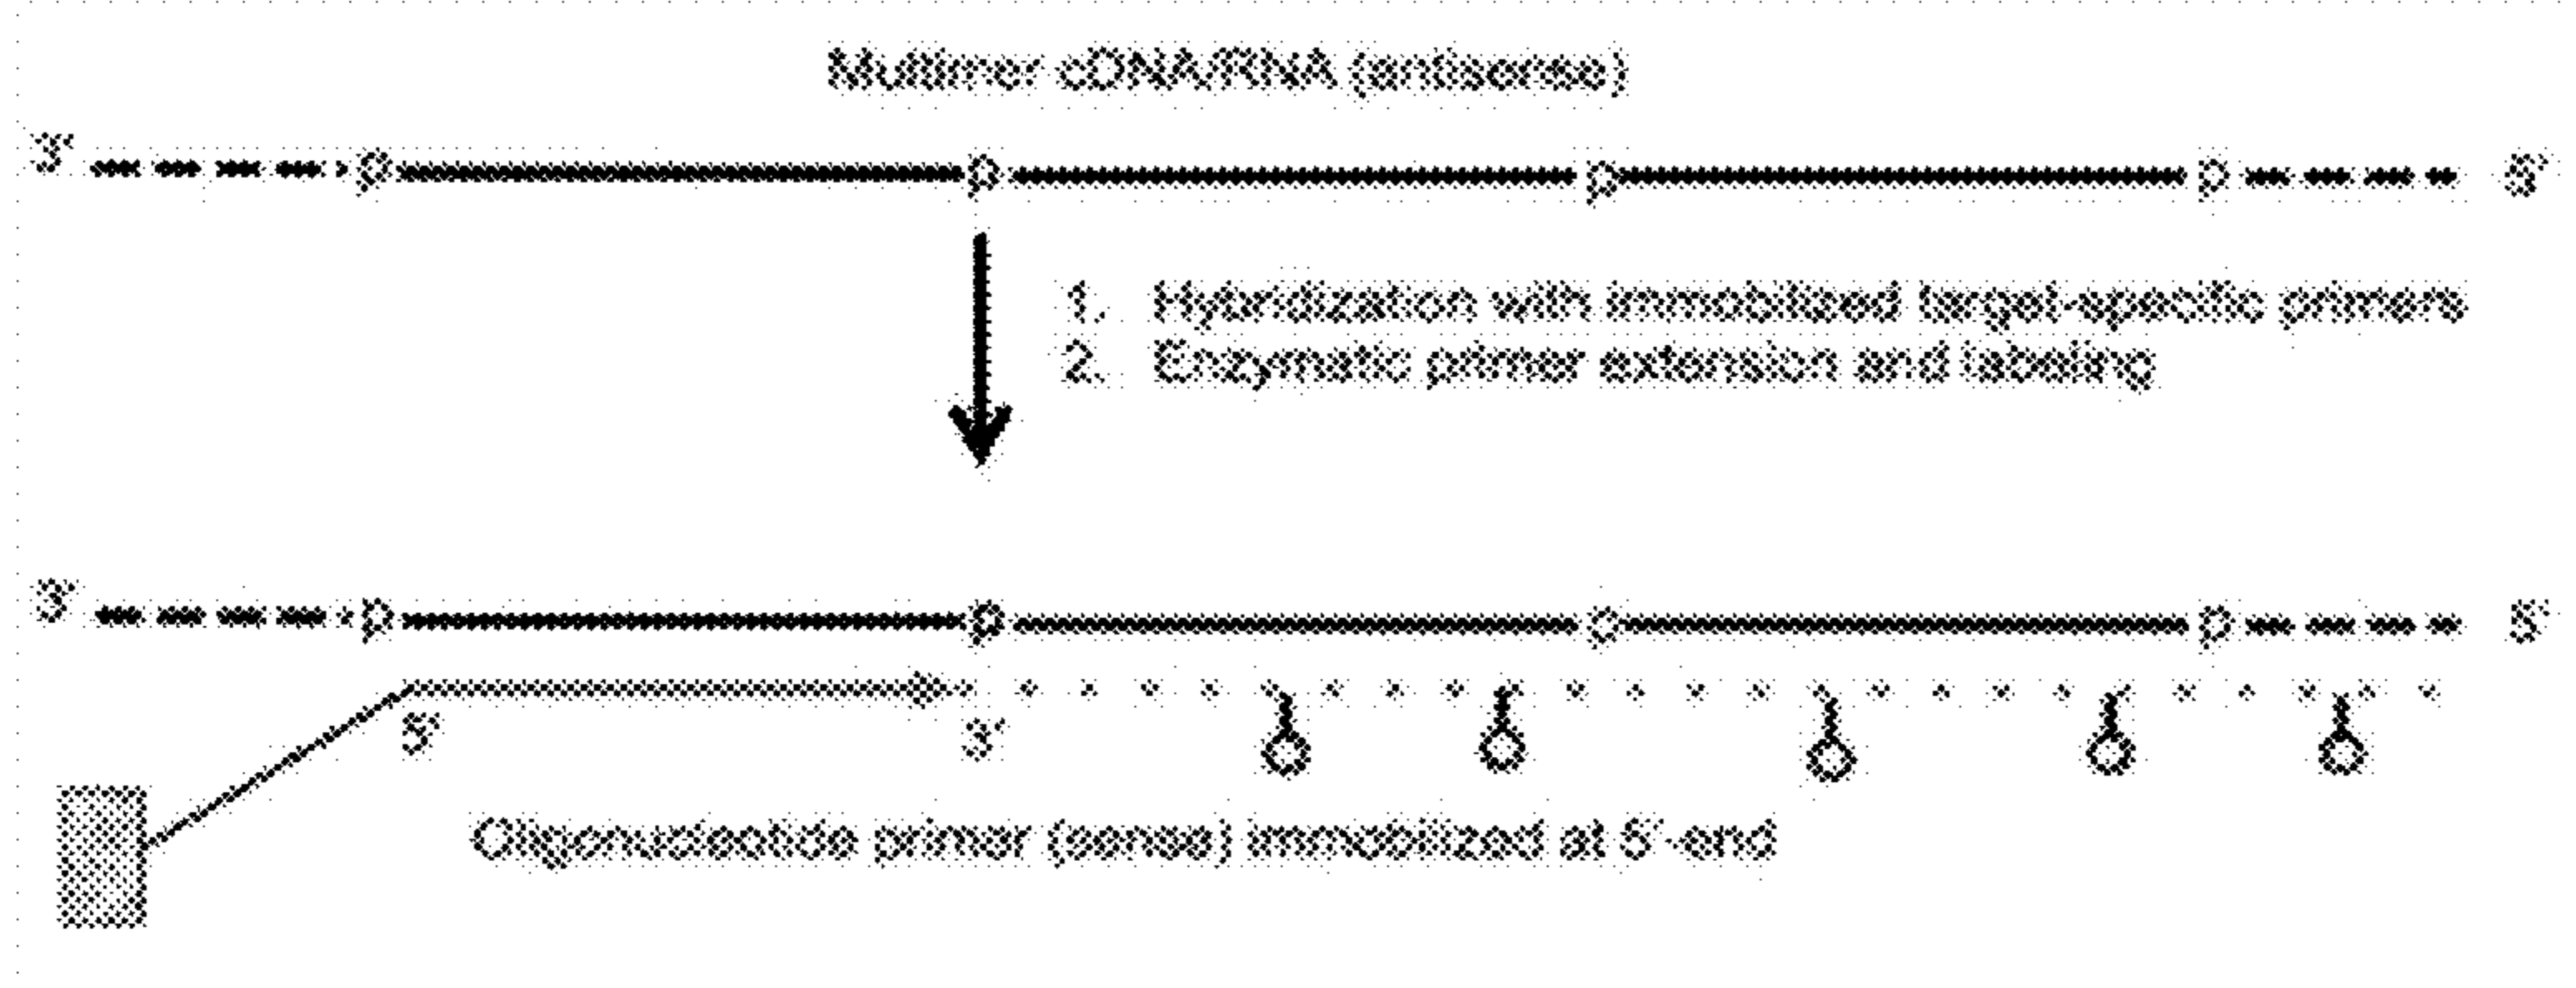 Multimer cDNA/RNA (antisense)
3' p p p p 5'
1. Hybridization with immobilized target-specific primers
2. Enzymatic primer extension and labeling
3' p p p p 5'
5' 3'
Oligonucleotide primer (sense) immobilized at 5'-end